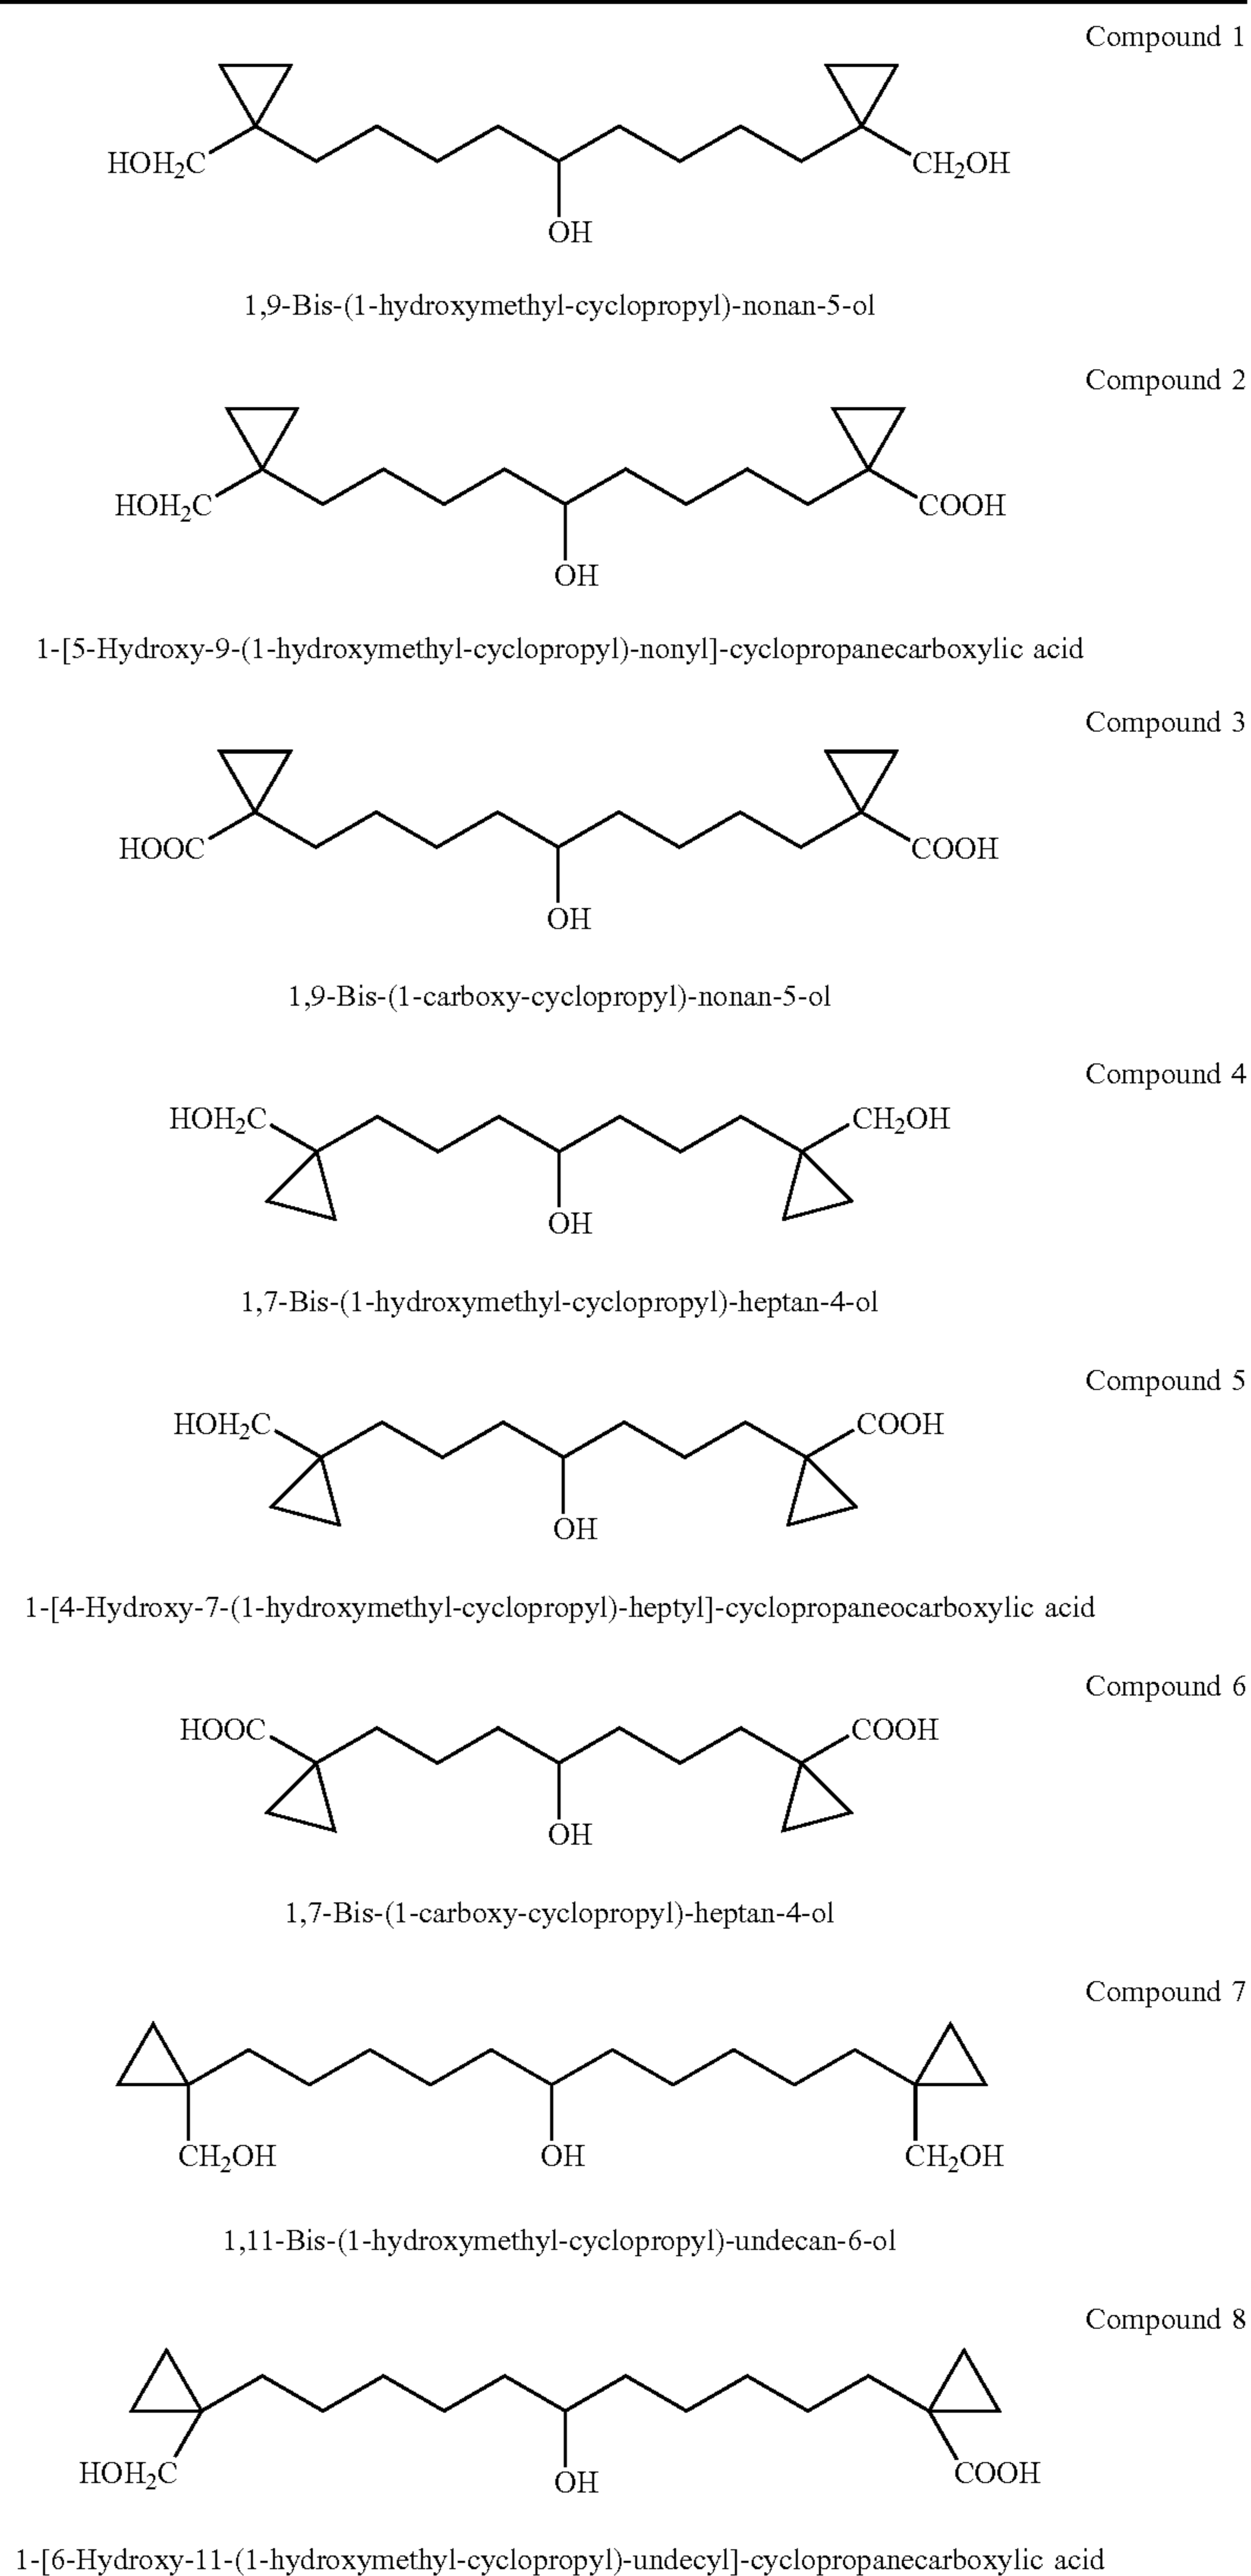 Compound 1
HOH₂C CH₂OH
OH
1,9-Bis-(1-hydroxymethyl-cyclopropyl)-nonan-5-ol
Compound 2
HOH₂C COOH
OH
1-[5-Hydroxy-9-(1-hydroxymethyl-cyclopropyl)-nonyl]-cyclopropanecarboxylic acid
Compound 3
HOOC COOH
OH
1,9-Bis-(1-carboxy-cyclopropyl)-nonan-5-ol
Compound 4
HOH₂C CH₂OH
OH
1,7-Bis-(1-hydroxymethyl-cyclopropyl)-heptan-4-ol
Compound 5
HOH₂C COOH
OH
1-[4-Hydroxy-7-(1-hydroxymethyl-cyclopropyl)-heptyl]-cyclopropaneocarboxylic acid
Compound 6
HOOC COOH
OH
1,7-Bis-(1-carboxy-cyclopropyl)-heptan-4-ol
Compound 7
CH₂OH OH CH₂OH
1,11-Bis-(1-hydroxymethyl-cyclopropyl)-undecan-6-ol
Compound 8
HOH₂C OH COOH
1-[6-Hydroxy-11-(1-hydroxymethyl-cyclopropyl)-undecyl]-cyclopropanecarboxylic acid